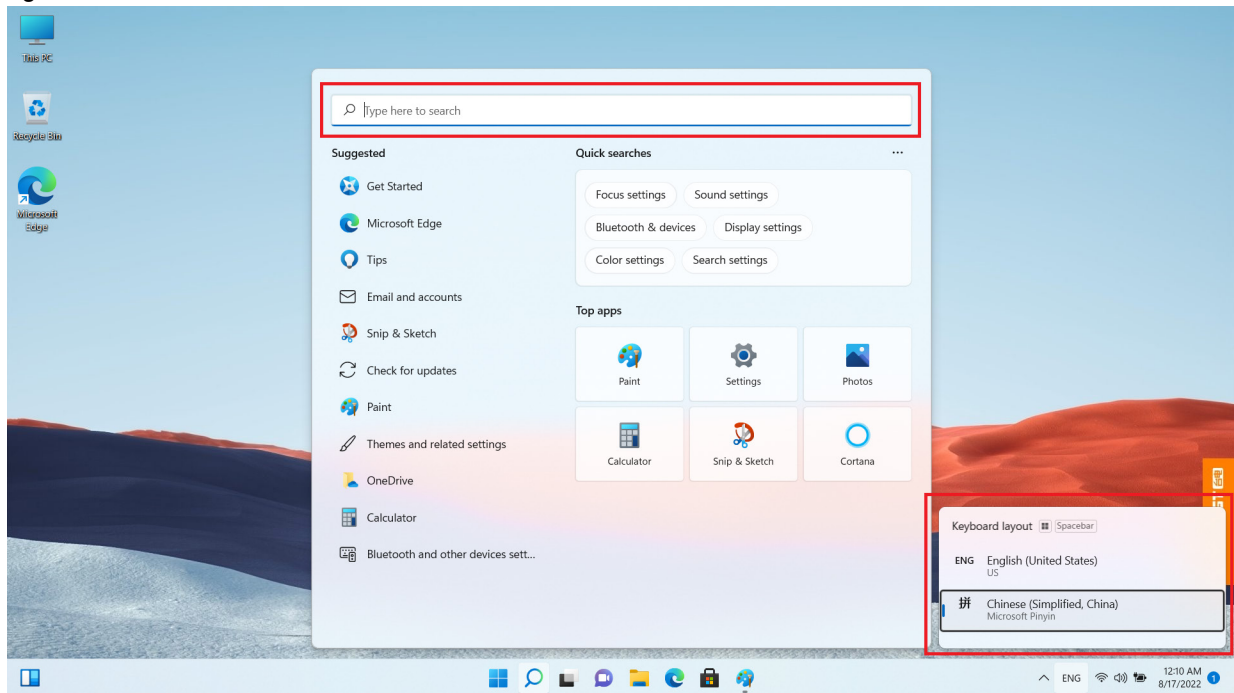 This PC
Recycle Bin
Microsoft
Edge
Type here to search
Suggested
Get Started
Microsoft Edge
Tips
Email and accounts
Snip & Sketch
Check for updates
Paint
Themes and related settings
OneDrive
Calculator
Bluetooth and other devices sett...
Quick searches
...
Focus settings
Sound settings
Bluetooth & devices
Display settings
Color settings
Search settings
Top apps
Paint
Settings
Photos
Calculator
Snip & Sketch
Cortana
Keyboard layout Spacebar
ENG English (United States)
US
拼 Chinese (Simplified, China)
Microsoft Pinyin
ENG
12:10 AM
8/17/2022
1